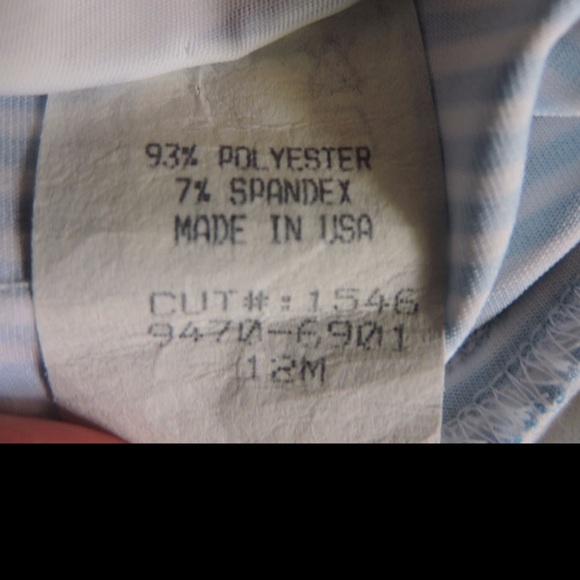 93% POLYESTER
7% SPANDEX
MADE IN USA
CUT#:1546
9470-6901
12M